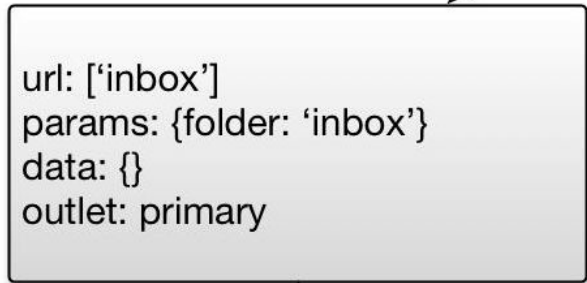 url: [‘inbox’]
params: {folder: ‘inbox’}
data: {}
outlet: primary